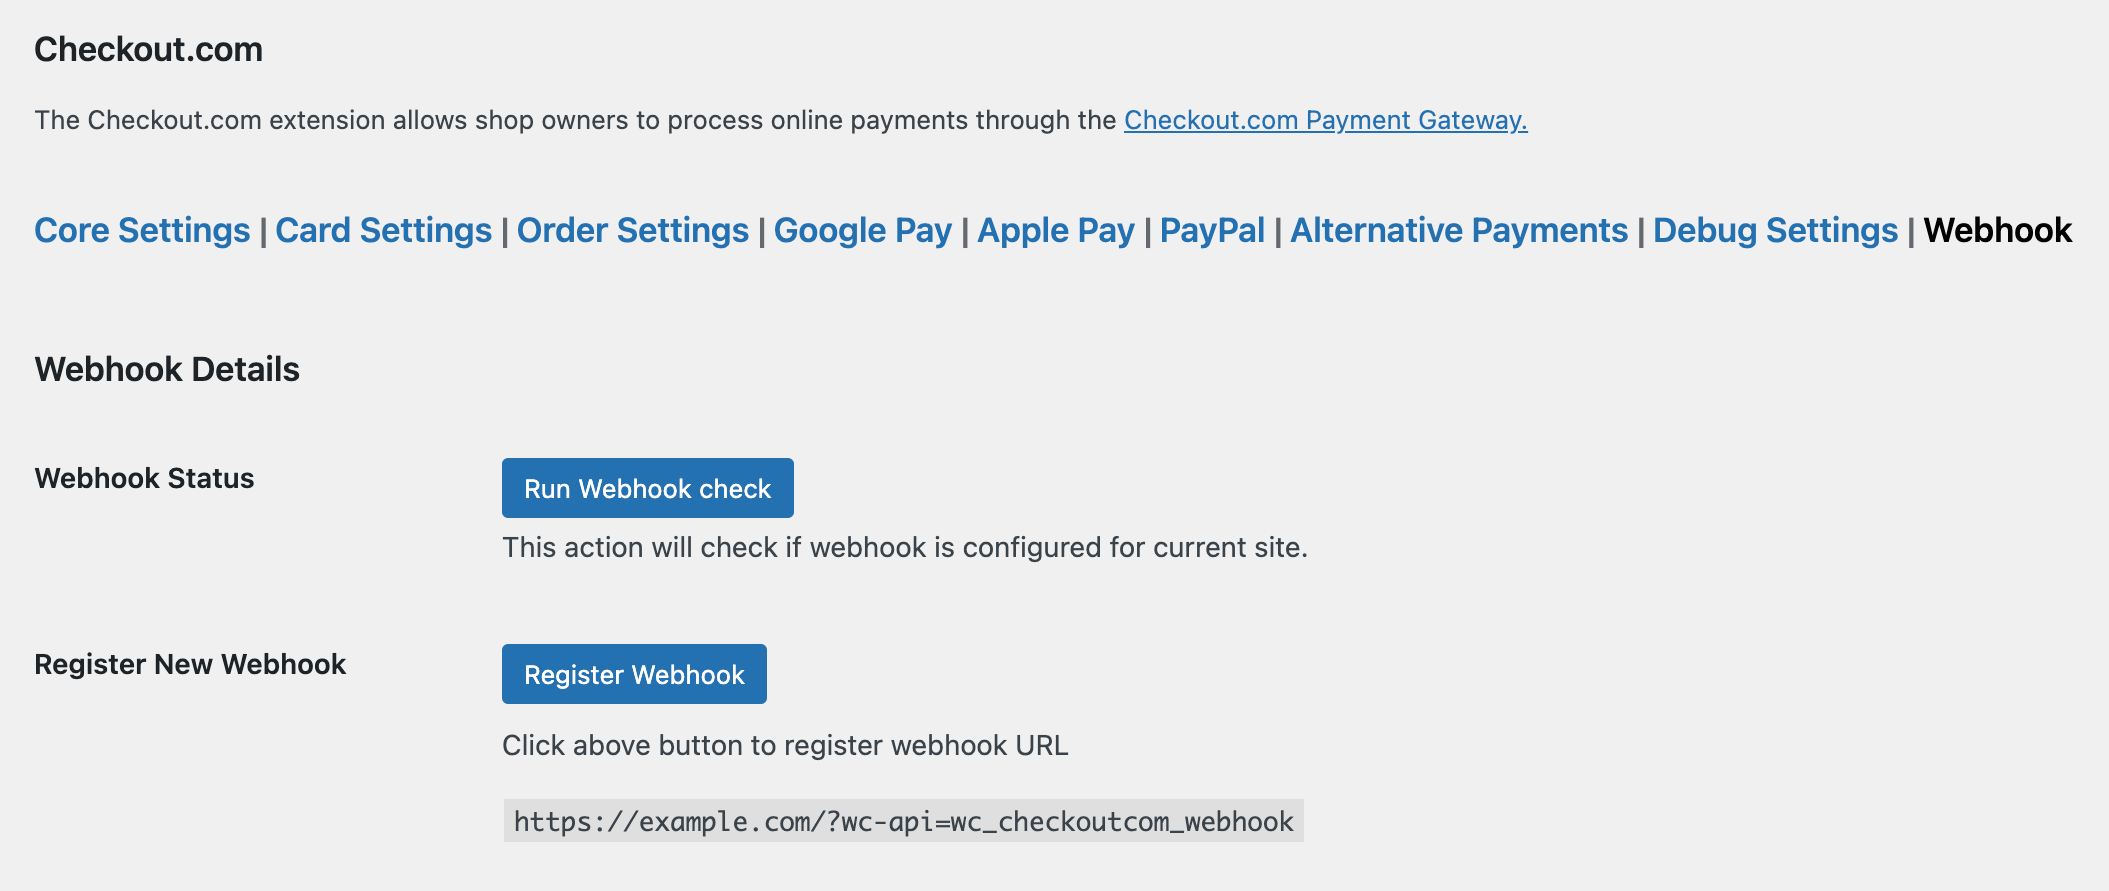 Checkout.com
The Checkout.com extension allows shop owners to process online payments through the Checkout.com Payment Gateway.
Core Settings | Card Settings | Order Settings | Google Pay | Apple Pay | PayPal | Alternative Payments | Debug Settings | Webhook
Webhook Details
Webhook Status
Run Webhook check
This action will check if webhook is configured for current site.
Register New Webhook
Register Webhook
Click above button to register webhook URL
https://example.com/?wc-api=wc_checkoutcom_webhook